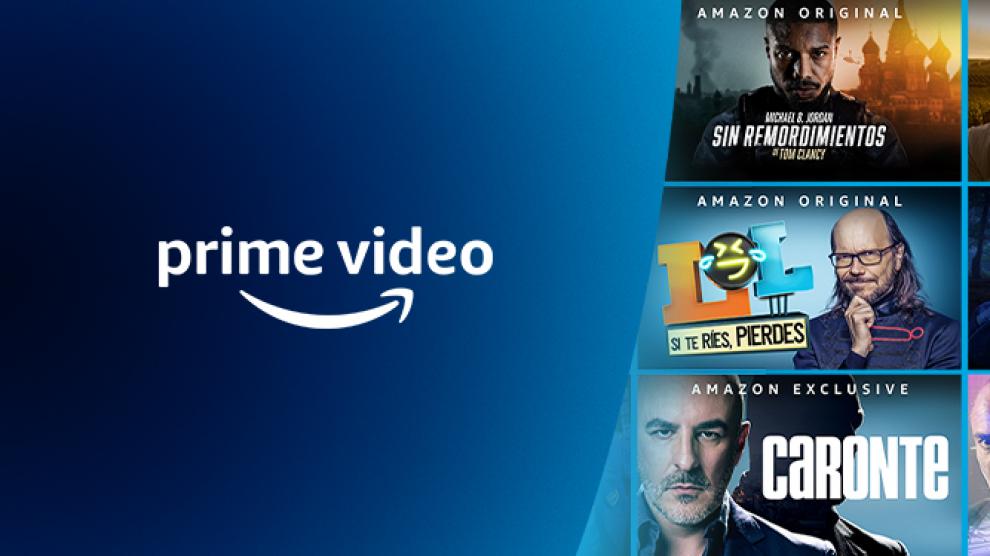 prime video
AMAZON ORIGINAL
MICHAEL B. JORDAN
SIN REMORDIMIENTOS
DE TOM CLANCY
AMAZON ORIGINAL
LOL
SI TE RÍES, PIERDES
AMAZON EXCLUSIVE
CARONTE